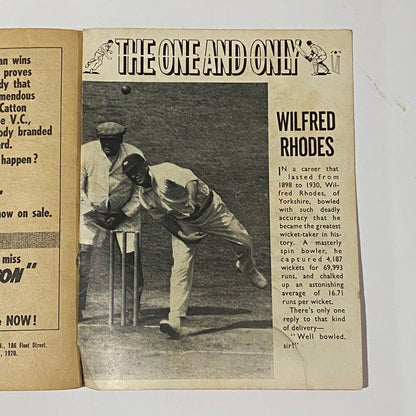 an wins
proves
dy that
mendous
Catton
e V.C.,
ody branded
rd.
happen?
"
now on sale.
miss
ON"
e NOW!
d., 186 Fleet Street,
, 1970.
THE ONE AND ONLY
WILFRED
RHODES
IN a career that
lasted from
1898 to 1930, Wil-
fred Rhodes, of
Yorkshire, bowled
with such deadly
accuracy that he
became the greatest
wicket-taker in his-
tory. A masterly
spin bowler, he
captured 4,187
wickets for 69,993
runs, and chalked
up an astonishing
average of 16.71
runs per wicket.
There's only one
reply to that kind
of delivery—
"Well bowled,
sir!"